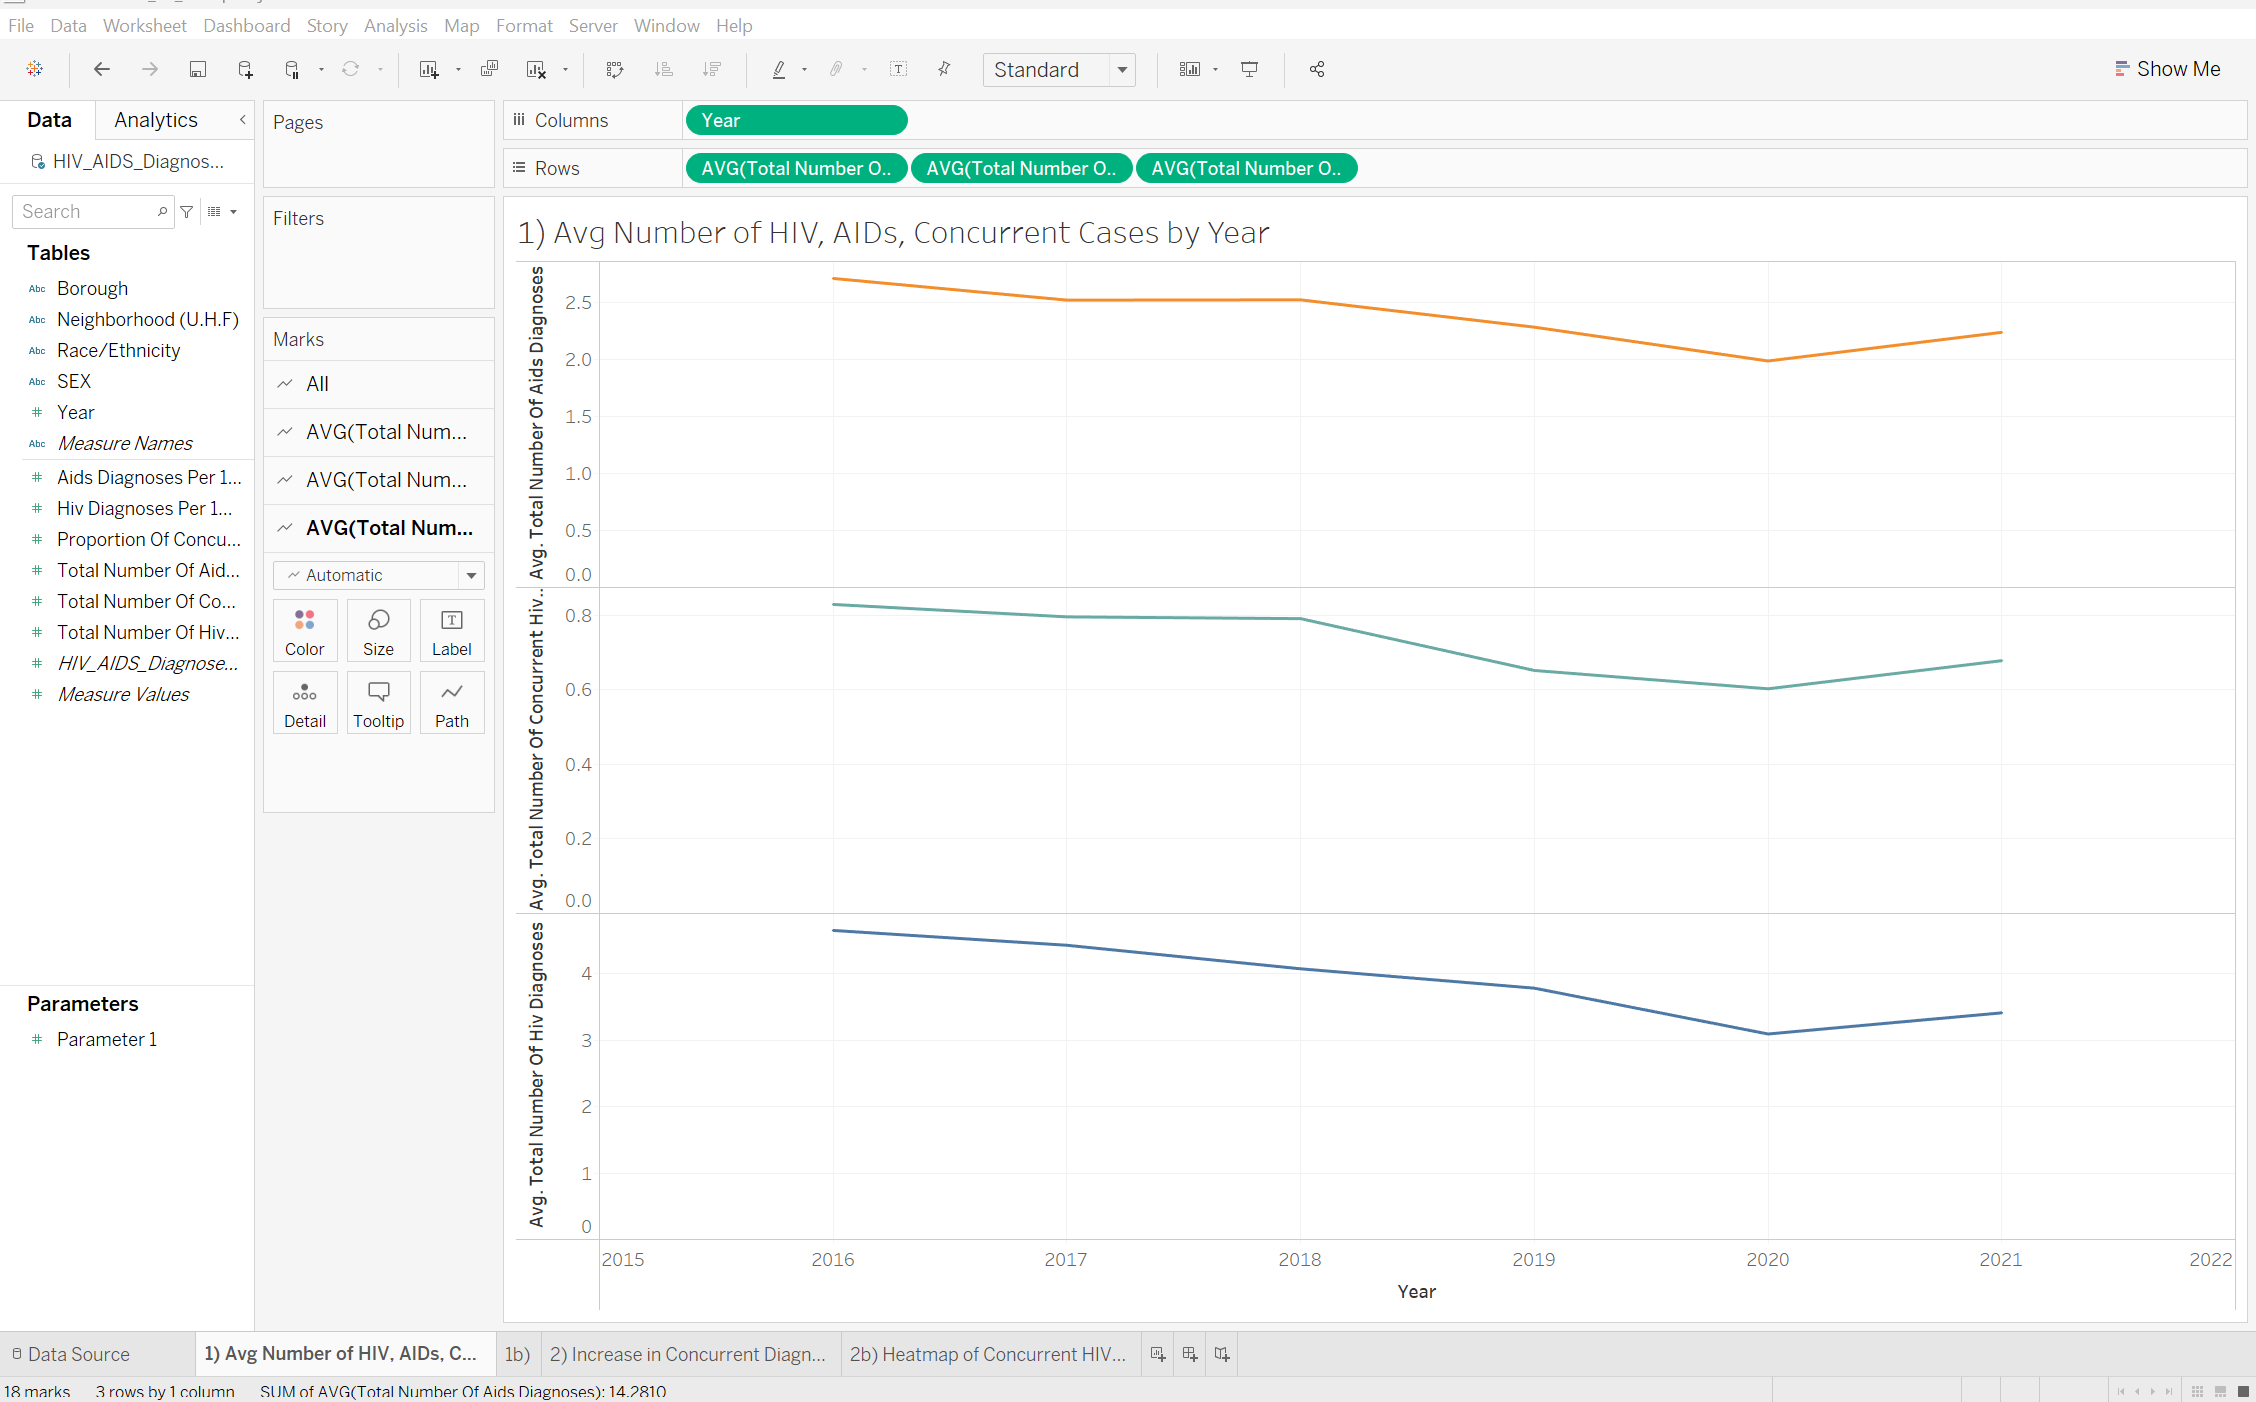 File Data Worksheet Dashboard Story Analysis Map Format Server Window Help
Standard
Show Me
Data Analytics
HIV_AIDS_Diagnos...
Search
Tables
Abc Borough
Abc Neighborhood (U.H.F)
Abc Race/Ethnicity
Abc SEX
# Year
Abc Measure Names
# Aids Diagnoses Per 1...
# Hiv Diagnoses Per 1...
# Proportion Of Concu...
# Total Number Of Aid...
# Total Number Of Co...
# Total Number Of Hiv...
# HIV_AIDS_Diagnose...
# Measure Values
Parameters
# Parameter 1
Pages
Filters
Marks
All
AVG(Total Num...
AVG(Total Num...
AVG(Total Num...
Automatic
Color Size Label
Detail Tooltip Path
Columns Year
Rows AVG(Total Number O.. AVG(Total Number O.. AVG(Total Number O..
1) Avg Number of HIV, AIDs, Concurrent Cases by Year
Avg. Total Number Of Aids Diagnoses
2.5
2.0
1.5
1.0
0.5
0.0
Avg. Total Number Of Concurrent Hiv..
0.8
0.6
0.4
0.2
0.0
Avg. Total Number Of Hiv Diagnoses
4
3
2
1
0
2015 2016 2017 2018 2019 2020 2021 2022
Year
Data Source 1) Avg Number of HIV, AIDs, C... 1b) 2) Increase in Concurrent Diagn... 2b) Heatmap of Concurrent HIV...
18 marks 3 rows by 1 column SUM of AVG(Total Number Of Aids Diagnoses): 14.2810